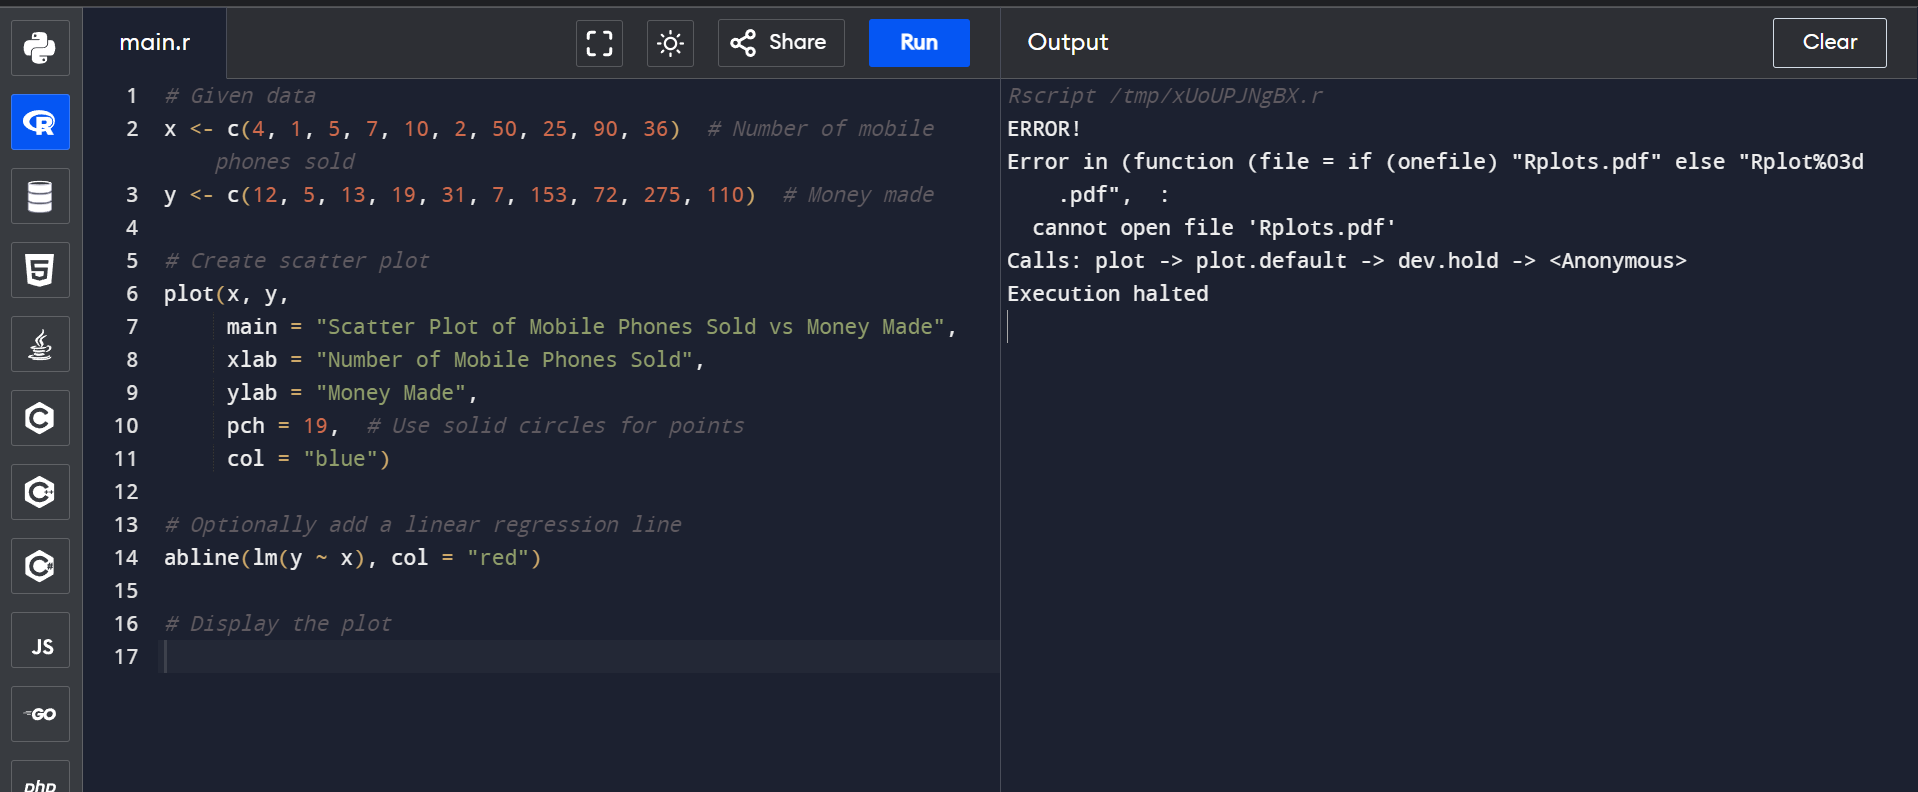 main.r
Share
Run
Output
Clear
1 # Given data
2 x <- c(4, 1, 5, 7, 10, 2, 50, 25, 90, 36)  # Number of mobile
phones sold
3 y <- c(12, 5, 13, 19, 31, 7, 153, 72, 275, 110)  # Money made
4
5 # Create scatter plot
6 plot(x, y,
7      main = "Scatter Plot of Mobile Phones Sold vs Money Made",
8      xlab = "Number of Mobile Phones Sold",
9      ylab = "Money Made",
10      pch = 19,  # Use solid circles for points
11      col = "blue")
12
13 # Optionally add a linear regression line
14 abline(lm(y ~ x), col = "red")
15
16 # Display the plot
17
Rscript /tmp/xUoUPJNgBX.r
ERROR!
Error in (function (file = if (onefile) "Rplots.pdf" else "Rplot%03d
.pdf",  :
cannot open file 'Rplots.pdf'
Calls: plot -> plot.default -> dev.hold -> <Anonymous>
Execution halted
R
5
C
C++
C#
JS
GO
php